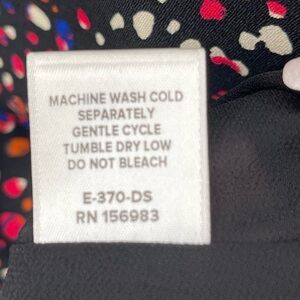 MACHINE WASH COLD
SEPARATELY
GENTLE CYCLE
TUMBLE DRY LOW
DO NOT BLEACH
E-370-DS
RN 156983